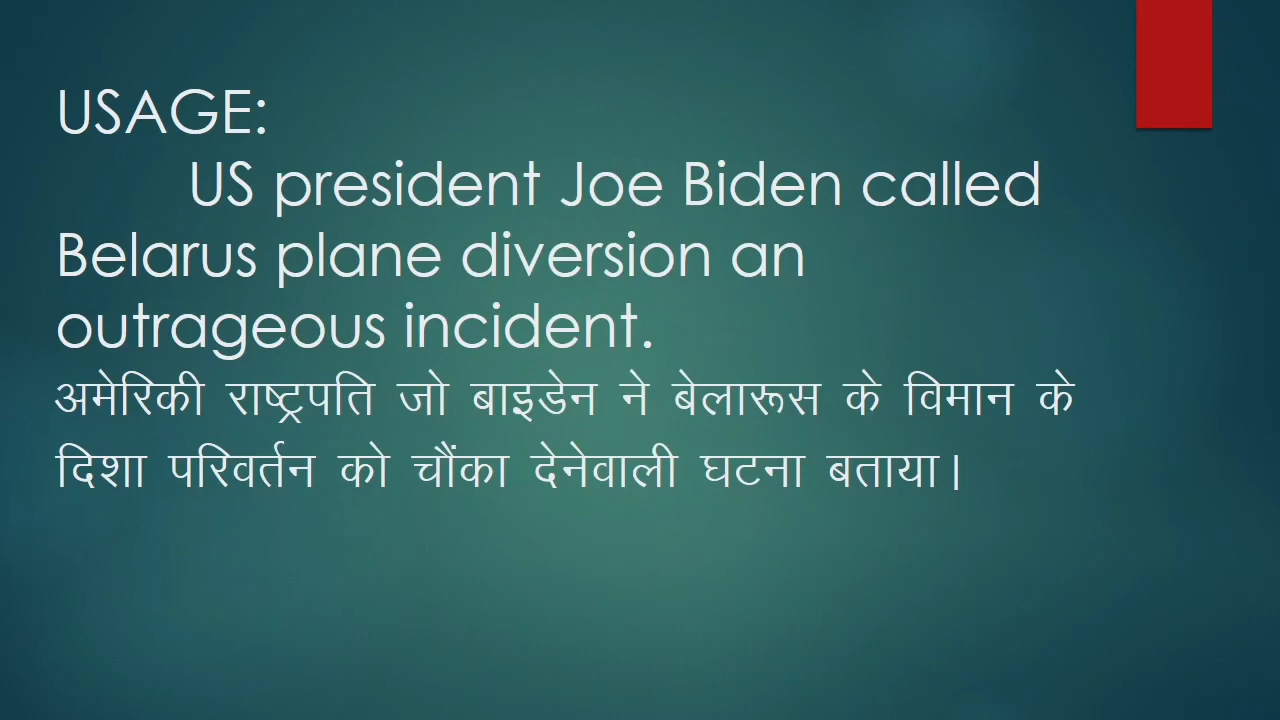 USAGE:
US president Joe Biden called
Belarus plane diversion an
outrageous incident.
अमेरिकी राष्ट्रपति जो बाइडेन ने बेलारूस के विमान के
दिशा परिवर्तन को चौंका देनेवाली घटना बताया।